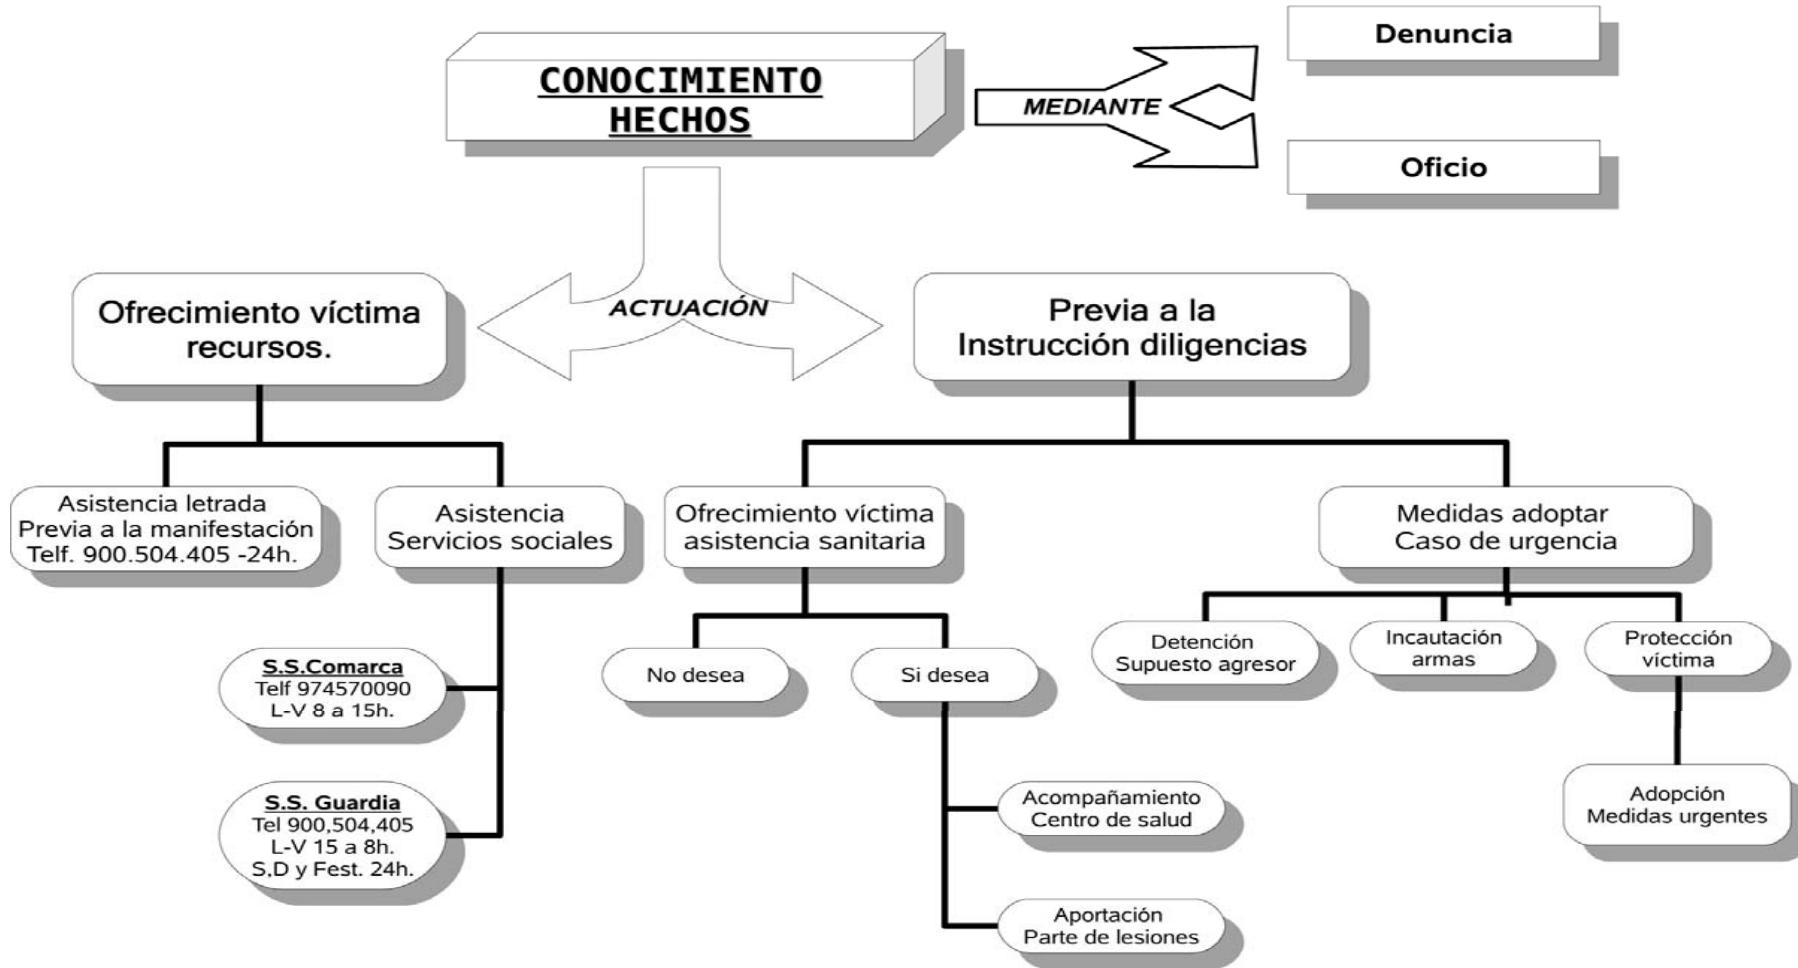 CONOCIMIENTO
HECHOS
MEDIANTE
Denuncia
Oficio
ACTUACIÓN
Ofrecimiento víctima
recursos.
Previa a la
Instrucción diligencias
Asistencia letrada
Previa a la manifestación
Telf. 900.504.405 -24h.
Asistencia
Servicios sociales
Ofrecimiento víctima
asistencia sanitaria
Medidas adoptar
Caso de urgencia
S.S.Comarca
Telf 974570090
L-V 8 a 15h.
S.S. Guardia
Tel 900,504,405
L-V 15 a 8h.
S,D y Fest. 24h.
No desea
Si desea
Acompañamiento
Centro de salud
Aportación
Parte de lesiones
Detención
Supuesto agresor
Incautación
armas
Protección
víctima
Adopción
Medidas urgentes